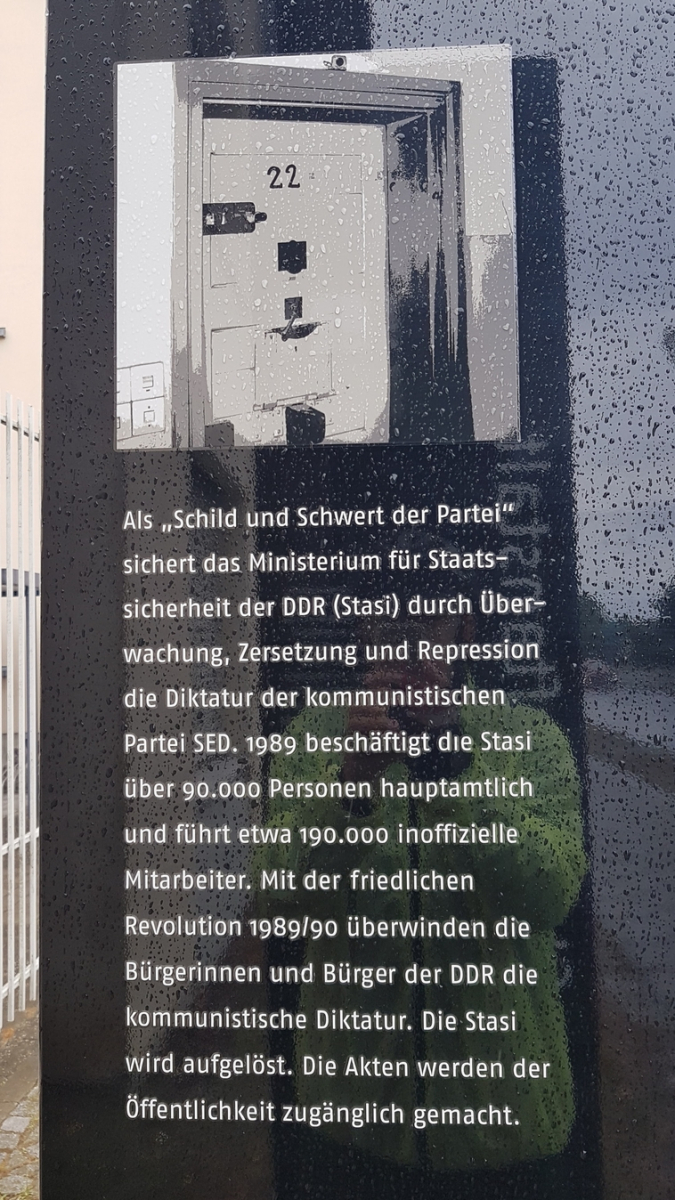 22
Als „Schild und Schwert der Partei“
sichert das Ministerium für Staats-
sicherheit der DDR (Stasi) durch Über-
wachung, Zersetzung und Repression
die Diktatur der kommunistischen
Partei SED. 1989 beschäftigt die Stasi
über 90.000 Personen hauptamtlich
und führt etwa 190.000 inoffizielle
Mitarbeiter. Mit der friedlichen
Revolution 1989/90 überwinden die
Bürgerinnen und Bürger der DDR die
kommunistische Diktatur. Die Stasi
wird aufgelöst. Die Akten werden der
Öffentlichkeit zugänglich gemacht.